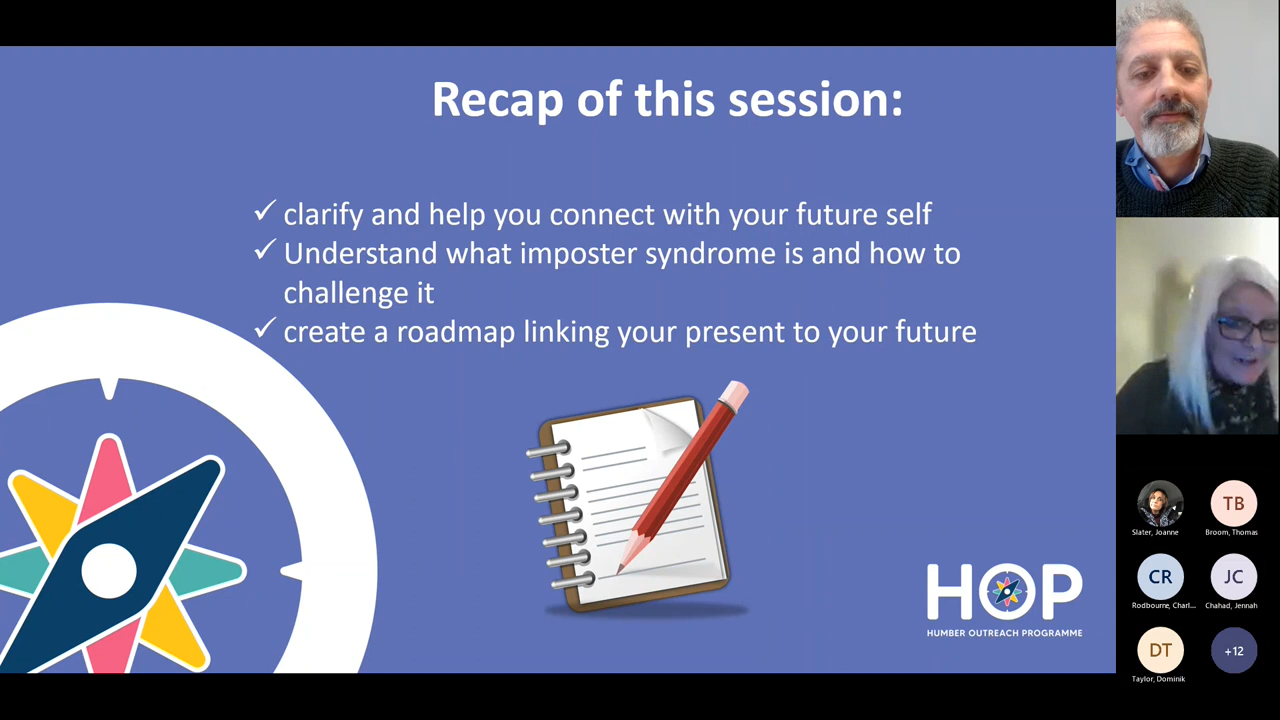 Recap of this session:
✓ clarify and help you connect with your future self
✓ Understand what imposter syndrome is and how to
challenge it
✓ create a roadmap linking your present to your future
HOP
HUMBER OUTREACH PROGRAMME
Slater, Joanne
TB
Broom, Thomas
CR
Rodbourne, Charl...
JC
Chahad, Jennah
DT
Taylor, Dominik
+12